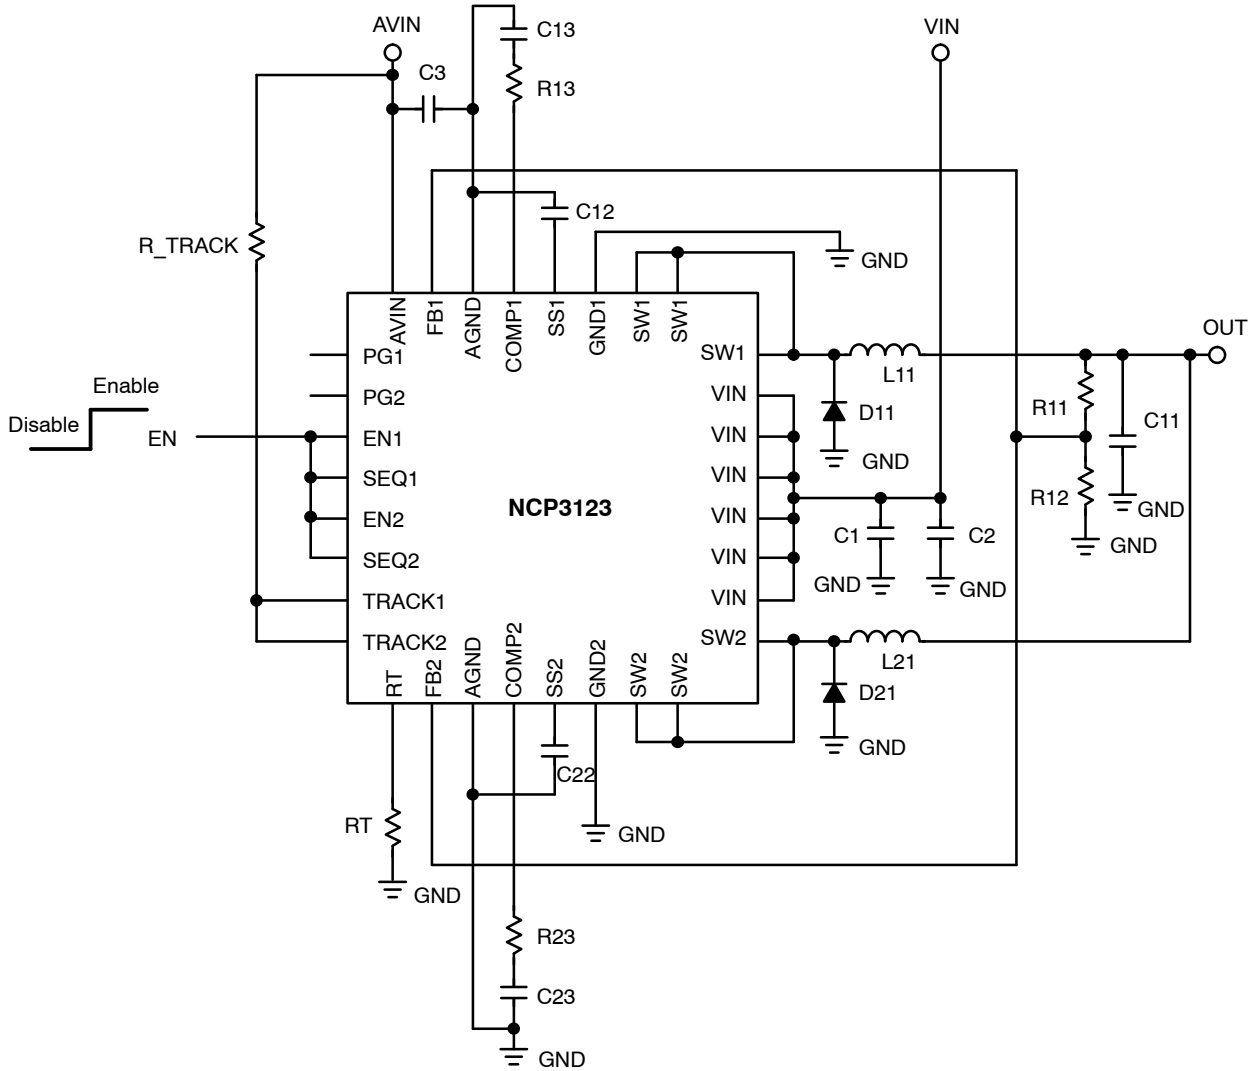 AVIN
C13
VIN
C3
R13
C12
R_TRACK
GND
AVIN
FB1
AGND
COMP1
SS1
GND1
SW1
SW1
OUT
PG1
SW1
L11
Enable
PG2
VIN
R11
D11
C11
Disable
EN
EN1
VIN
GND
SEQ1
VIN
R12
NCP3123
GND
EN2
VIN
C1
C2
GND
SEQ2
VIN
GND
GND
TRACK1
VIN
TRACK2
SW2
L21
RT
FB2
AGND
COMP2
SS2
GND2
SW2
SW2
D21
GND
C22
RT
GND
GND
R23
C23
GND